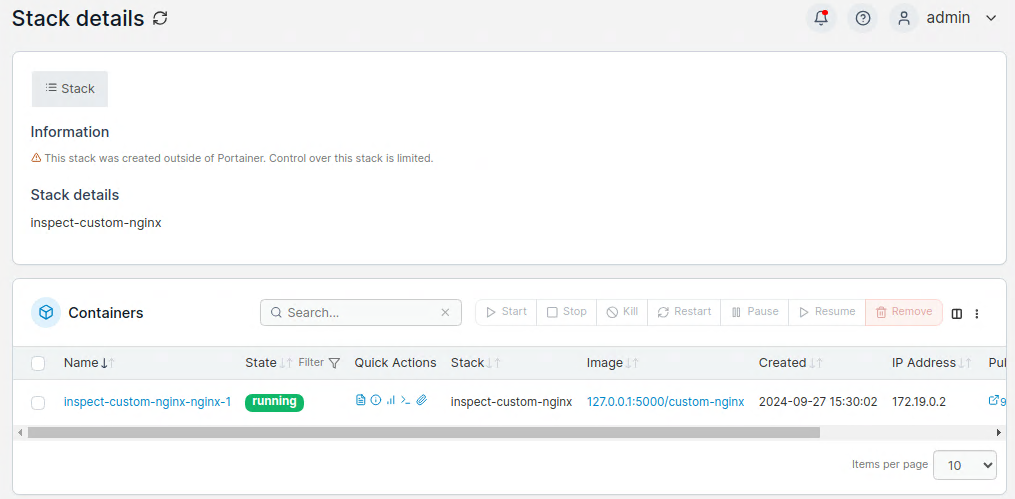 Stack details
admin
Stack
Information
This stack was created outside of Portainer. Control over this stack is limited.
Stack details
inspect-custom-nginx
Containers
Search...
Start
Stop
Kill
Restart
Pause
Resume
Remove
Name State Filter Quick Actions Stack Image Created IP Address
inspect-custom-nginx-nginx-1 running inspect-custom-nginx 127.0.0.1:5000/custom-nginx 2024-09-27 15:30:02 172.19.0.2
Items per page 10